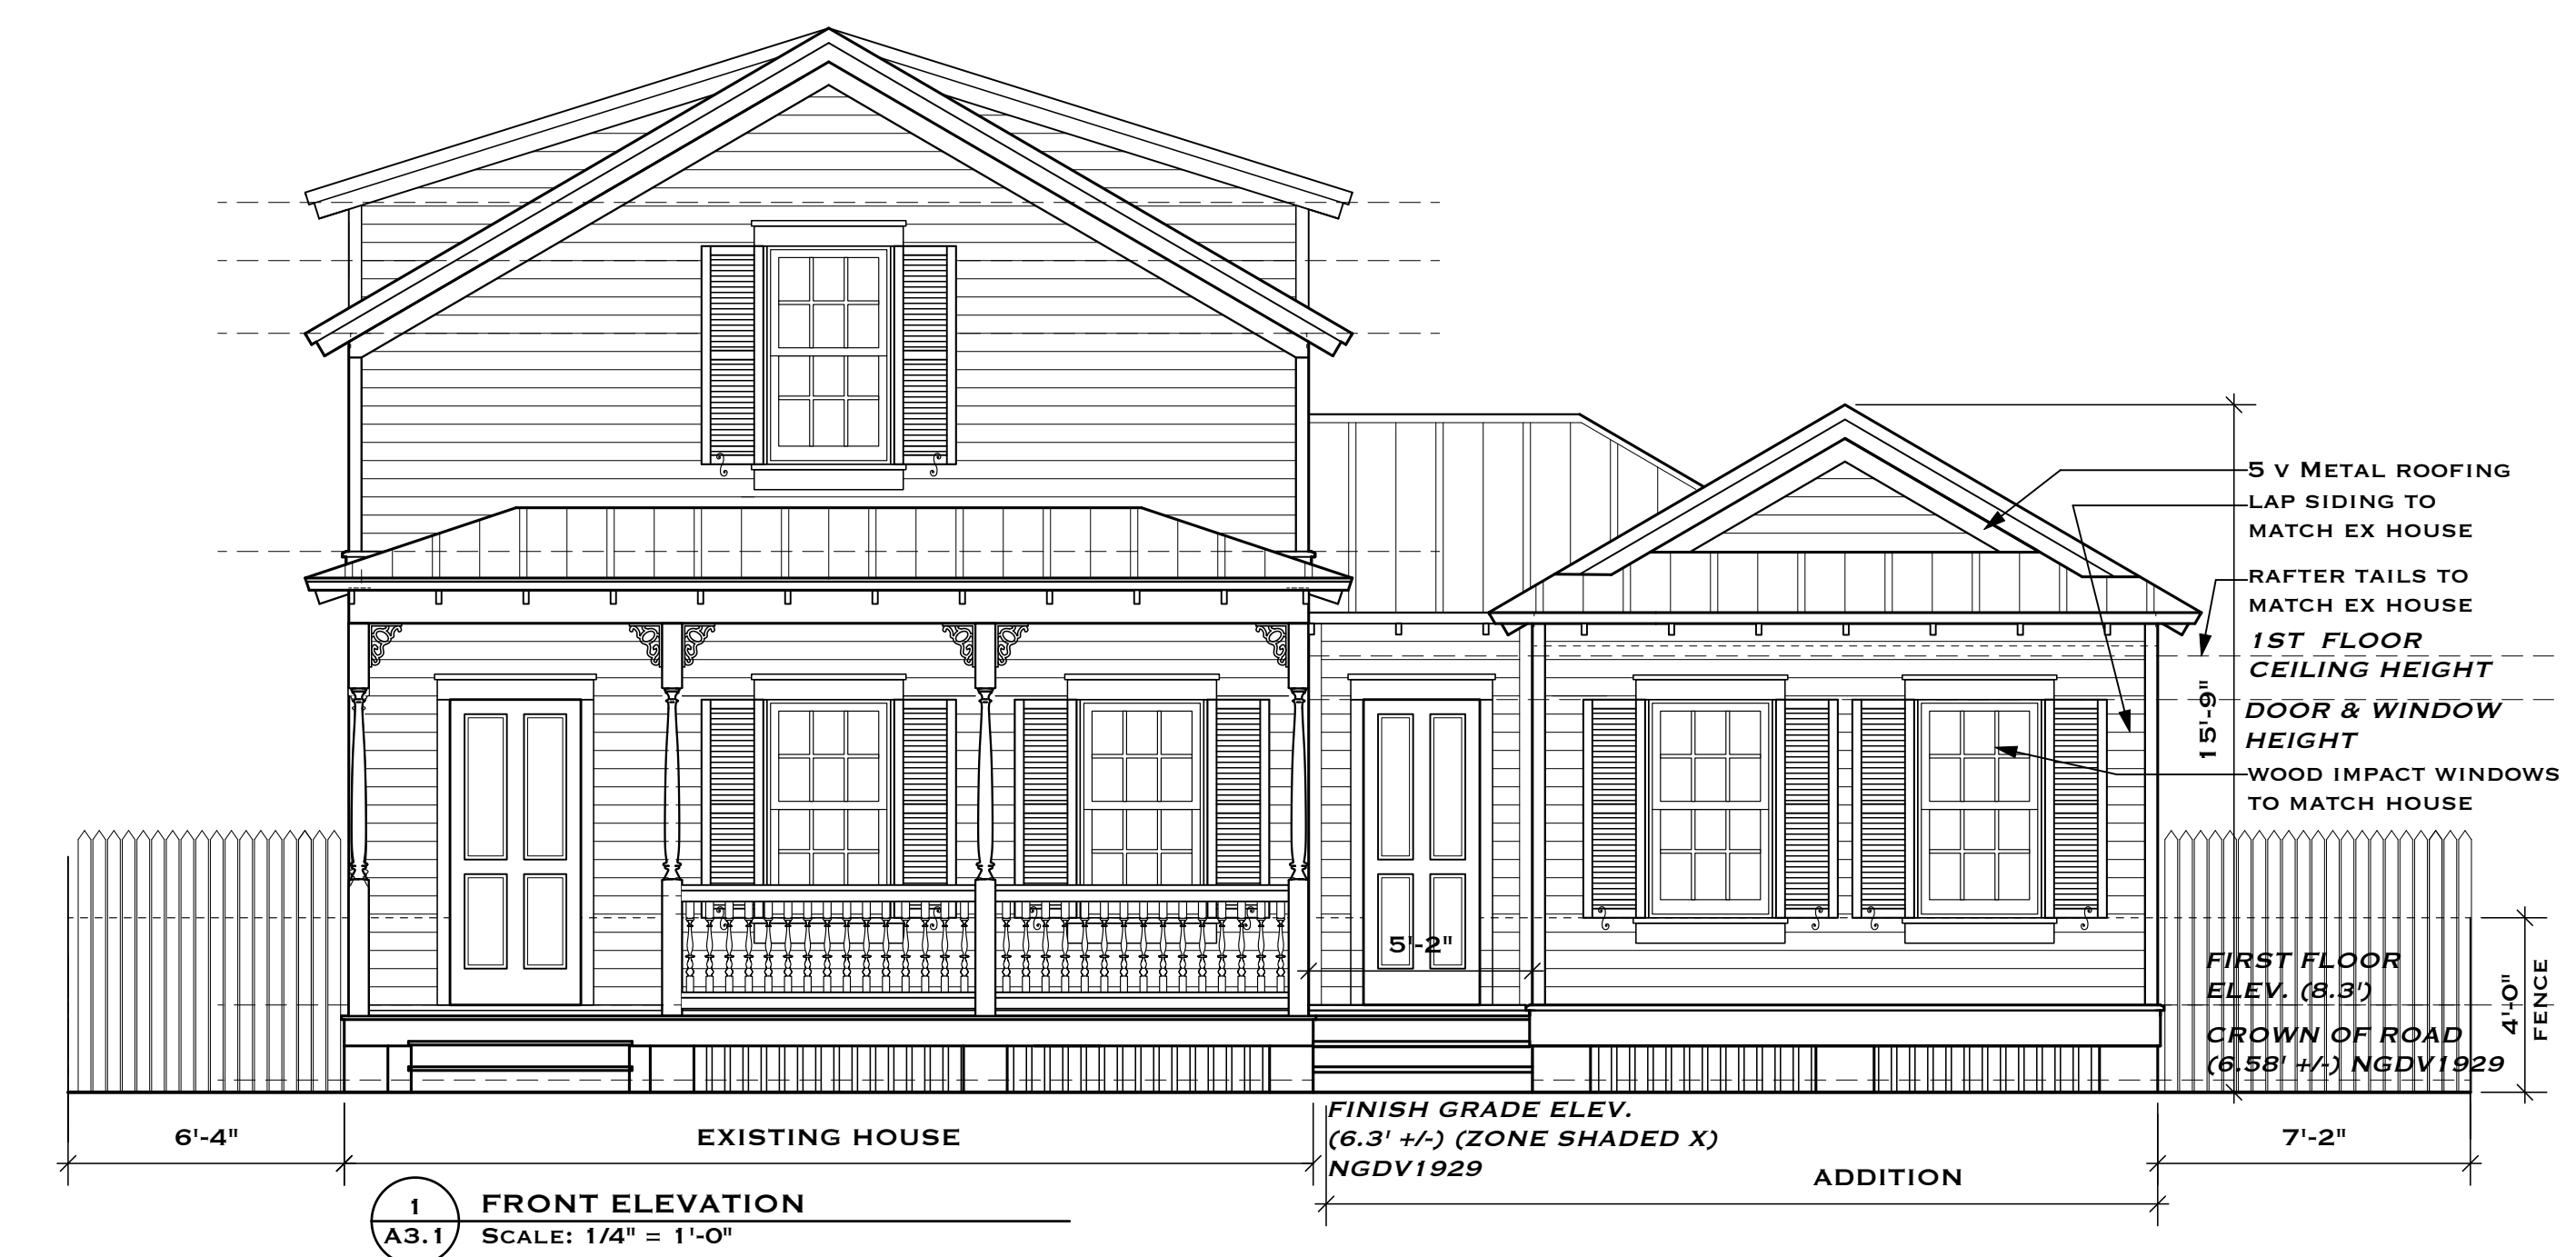 5 V METAL ROOFING
LAP SIDING TO
MATCH EX HOUSE
RAFTER TAILS TO
MATCH EX HOUSE
1ST FLOOR
CEILING HEIGHT
15'-9"
DOOR & WINDOW
HEIGHT
WOOD IMPACT WINDOWS
TO MATCH HOUSE
5'-2"
FIRST FLOOR
ELEV. (8.3')
CROWN OF ROAD
(6.58' +/-) NGDV1929
4'-0"
FENCE
6'-4"
EXISTING HOUSE
FINISH GRADE ELEV.
(6.3' +/-) (ZONE SHADED X)
NGDV1929
ADDITION
7'-2"
1
A3.1
FRONT ELEVATION
SCALE: 1/4" = 1'-0"